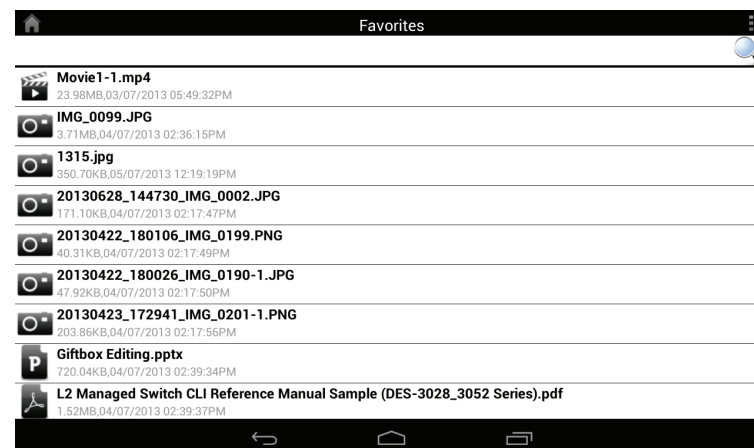 Favorites
Movie1-1.mp4
23.98MB,03/07/2013 05:49:32PM
IMG_0099.JPG
3.71MB,04/07/2013 02:36:15PM
1315.jpg
350.70KB,05/07/2013 12:19:19PM
20130628_144730_IMG_0002.JPG
171.10KB,04/07/2013 02:17:47PM
20130422_180106_IMG_0199.PNG
40.31KB,04/07/2013 02:17:49PM
20130422_180026_IMG_0190-1.JPG
47.92KB,04/07/2013 02:17:50PM
20130423_172941_IMG_0201-1.PNG
203.86KB,04/07/2013 02:17:56PM
Giftbox Editing.pptx
720.04KB,04/07/2013 02:39:34PM
L2 Managed Switch CLI Reference Manual Sample (DES-3028_3052 Series).pdf
1.52MB,04/07/2013 02:39:37PM